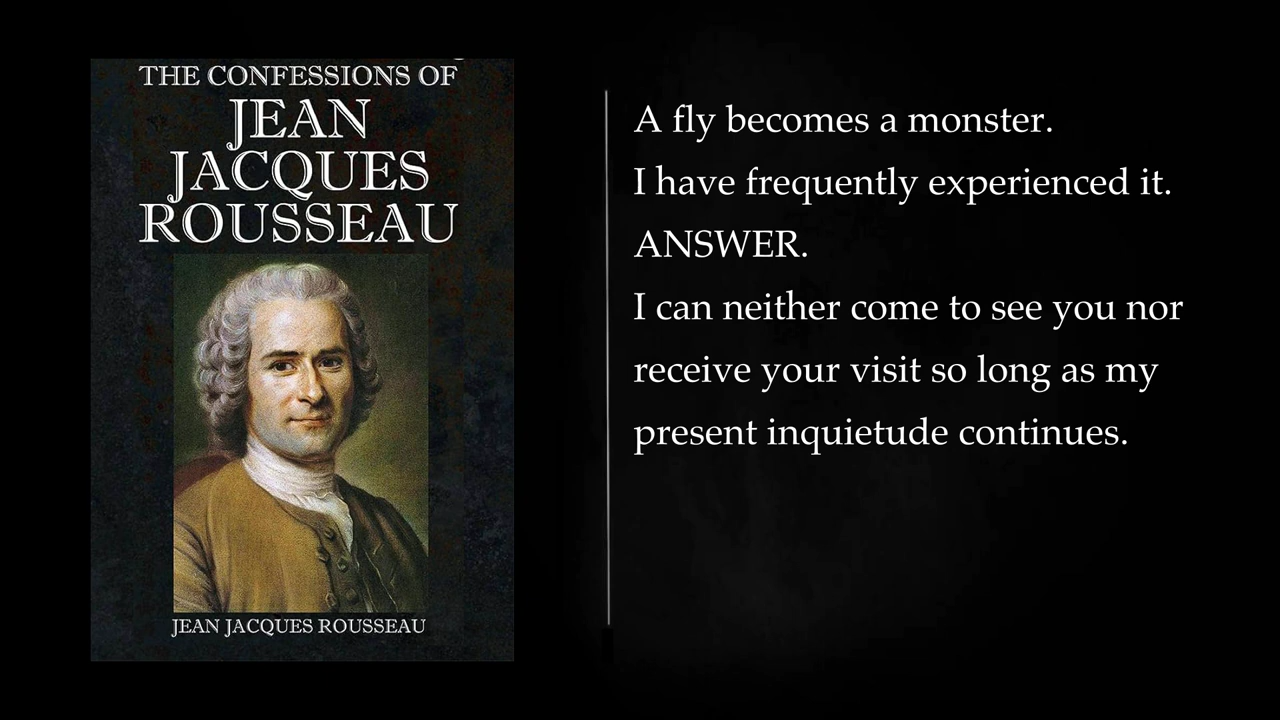 THE CONFESSIONS OF
JEAN
JACQUES
ROUSSEAU
JEAN JACQUES ROUSSEAU
A fly becomes a monster.
I have frequently experienced it.
ANSWER.
I can neither come to see you nor
receive your visit so long as my
present inquietude continues.